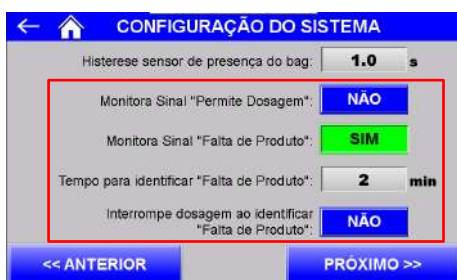 CONFIGURAÇÃO DO SISTEMA
Histerese sensor de presença do bag: 1.0 s
Monitora Sinal "Permite Dosagem": NÃO
Monitora Sinal "Falta de Produto": SIM
Tempo para identificar "Falta de Produto": 2 min
Interrompe dosagem ao identificar
"Falta de Produto": NÃO
<< ANTERIOR PRÓXIMO >>